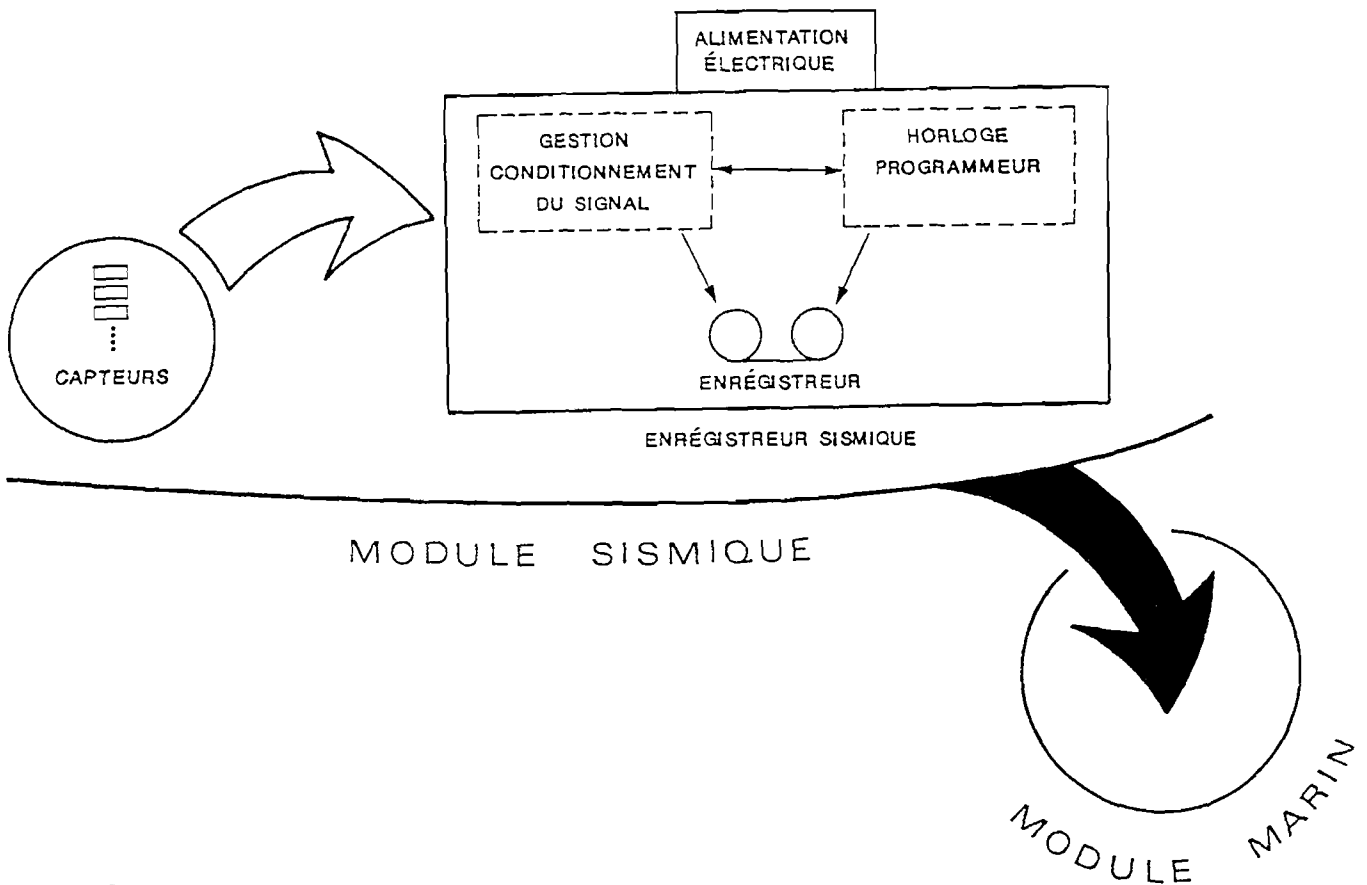 ALIMENTATION
ÉLECTRIQUE
GESTION
CONDITIONNEMENT
DU SIGNAL
HORLOGE
PROGRAMMEUR
CAPTEURS
ENRÉGISTREUR
ENRÉGISTREUR SISMIQUE
MODULE SISMIQUE
MODULE MARIN